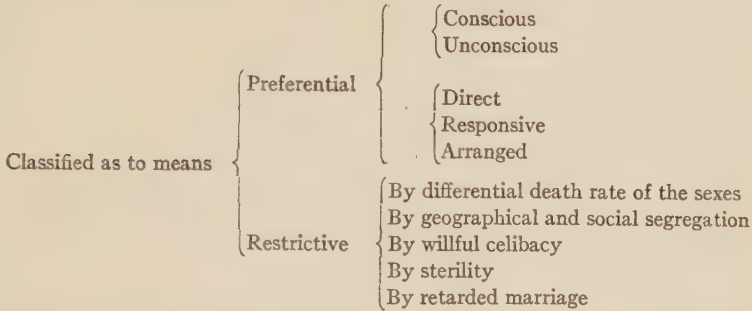 Conscious
Unconscious
Preferential
Direct
Responsive
Arranged
Classified as to means
By differential death rate of the sexes
By geographical and social segregation
Restrictive
By willful celibacy
By sterility
By retarded marriage